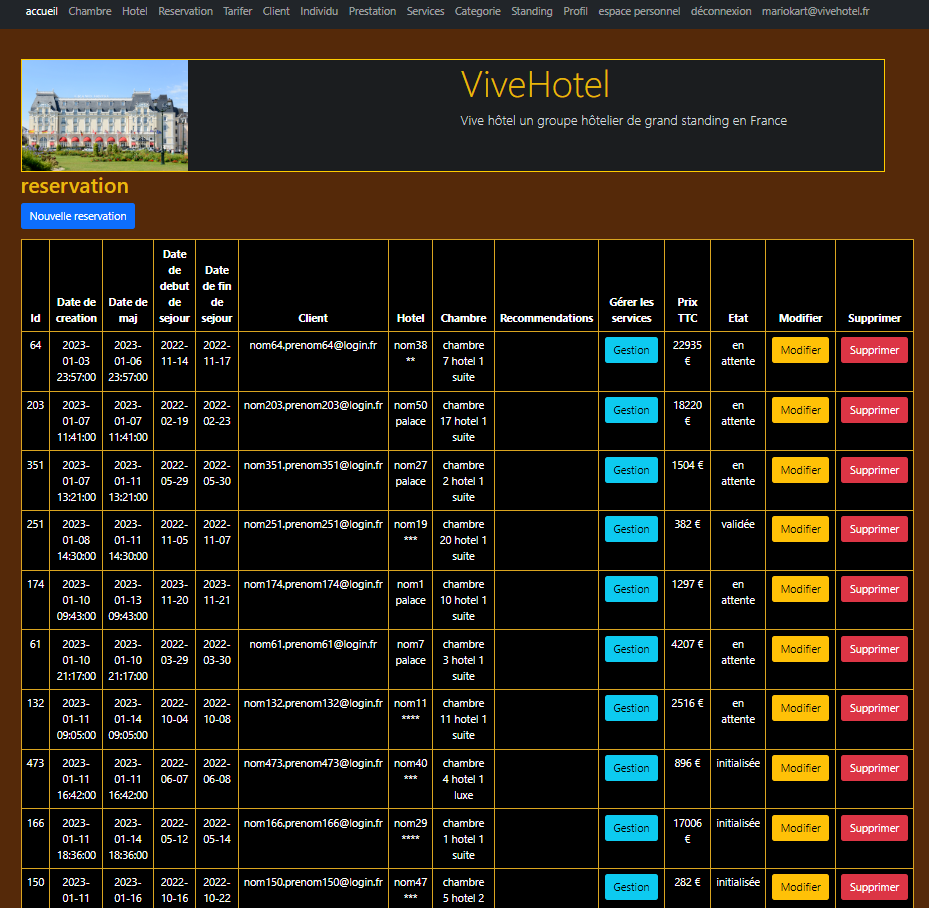 accueil Chambre Hotel Reservation Tarifer Client Individu Prestation Services Categorie Standing Profil espace personnel déconnexion mariokart@vivehotel.fr
ViveHotel
Vive hôtel un groupe hôtelier de grand standing en France
reservation
Nouvelle reservation
Id Date de creation Date de maj Date de debut de sejour Date de fin de sejour Client Hotel Chambre Recommendations Gérer les services Prix TTC Etat Modifier Supprimer
64 2023-01-03 23:57:00 2023-01-06 23:57:00 2022-11-14 2022-11-17 nom64.prenom64@login.fr nom38 ** chambre 7 hotel 1 suite Gestion 22935 € en attente Modifier Supprimer
203 2023-01-07 11:41:00 2023-01-07 11:41:00 2022-02-19 2022-02-23 nom203.prenom203@login.fr nom50 palace chambre 17 hotel 1 suite Gestion 18220 € en attente Modifier Supprimer
351 2023-01-07 13:21:00 2023-01-11 13:21:00 2022-05-29 2022-05-30 nom351.prenom351@login.fr nom27 palace chambre 2 hotel 1 suite Gestion 1504 € en attente Modifier Supprimer
251 2023-01-08 14:30:00 2023-01-11 14:30:00 2022-11-05 2022-11-07 nom251.prenom251@login.fr nom19 *** chambre 20 hotel 1 suite Gestion 382 € validée Modifier Supprimer
174 2023-01-10 09:43:00 2023-01-13 09:43:00 2023-11-20 2023-11-21 nom174.prenom174@login.fr nom1 palace chambre 10 hotel 1 suite Gestion 1297 € en attente Modifier Supprimer
61 2023-01-10 21:17:00 2023-01-10 21:17:00 2022-03-29 2022-03-30 nom61.prenom61@login.fr nom7 palace chambre 3 hotel 1 suite Gestion 4207 € en attente Modifier Supprimer
132 2023-01-11 09:05:00 2023-01-14 09:05:00 2022-10-04 2022-10-08 nom132.prenom132@login.fr nom11 **** chambre 11 hotel 1 suite Gestion 2516 € en attente Modifier Supprimer
473 2023-01-11 16:42:00 2023-01-11 16:42:00 2022-06-07 2022-06-08 nom473.prenom473@login.fr nom40 *** chambre 4 hotel 1 luxe Gestion 896 € initialisée Modifier Supprimer
166 2023-01-11 18:36:00 2023-01-14 18:36:00 2022-05-12 2022-05-14 nom166.prenom166@login.fr nom29 **** chambre 1 hotel 1 suite Gestion 17006 € initialisée Modifier Supprimer
150 2023-01-11 2023-01-16 2022-10-16 2022-10-22 nom150.prenom150@login.fr nom47 *** chambre 5 hotel 2 Gestion 282 € initialisée Modifier Supprimer